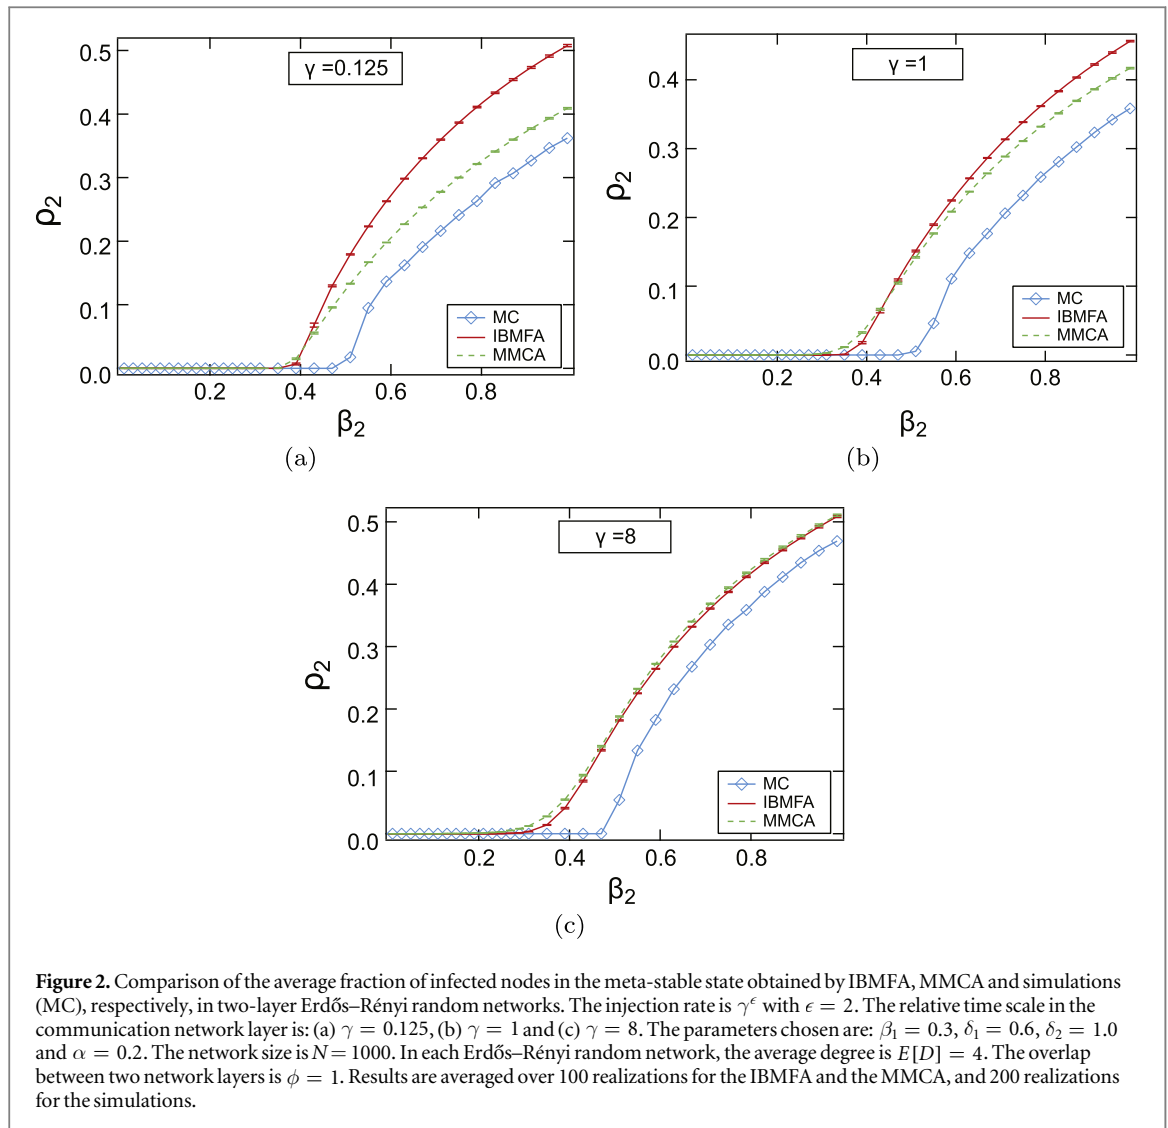 γ =0.125
0.5
0.4
0.3
0.2
0.1
0.0
ρ2
MC
IBMFA
MMCA
0.2 0.4 0.6 0.8
β2
(a)
γ =1
0.4
0.3
0.2
0.1
0.0
ρ2
MC
IBMFA
MMCA
0.2 0.4 0.6 0.8
β2
(b)
γ =8
0.5
0.4
0.3
0.2
0.1
0.0
ρ2
MC
IBMFA
MMCA
0.2 0.4 0.6 0.8
β2
(c)
Figure 2. Comparison of the average fraction of infected nodes in the meta-stable state obtained by IBMFA, MMCA and simulations
(MC), respectively, in two-layer Erdős–Rényi random networks. The injection rate is γ^ϵ with ϵ = 2. The relative time scale in the
communication network layer is: (a) γ = 0.125, (b) γ = 1 and (c) γ = 8. The parameters chosen are: β1 = 0.3, δ1 = 0.6, δ2 = 1.0
and α = 0.2. The network size is N = 1000. In each Erdős–Rényi random network, the average degree is E[D] = 4. The overlap
between two network layers is ϕ = 1. Results are averaged over 100 realizations for the IBMFA and the MMCA, and 200 realizations
for the simulations.